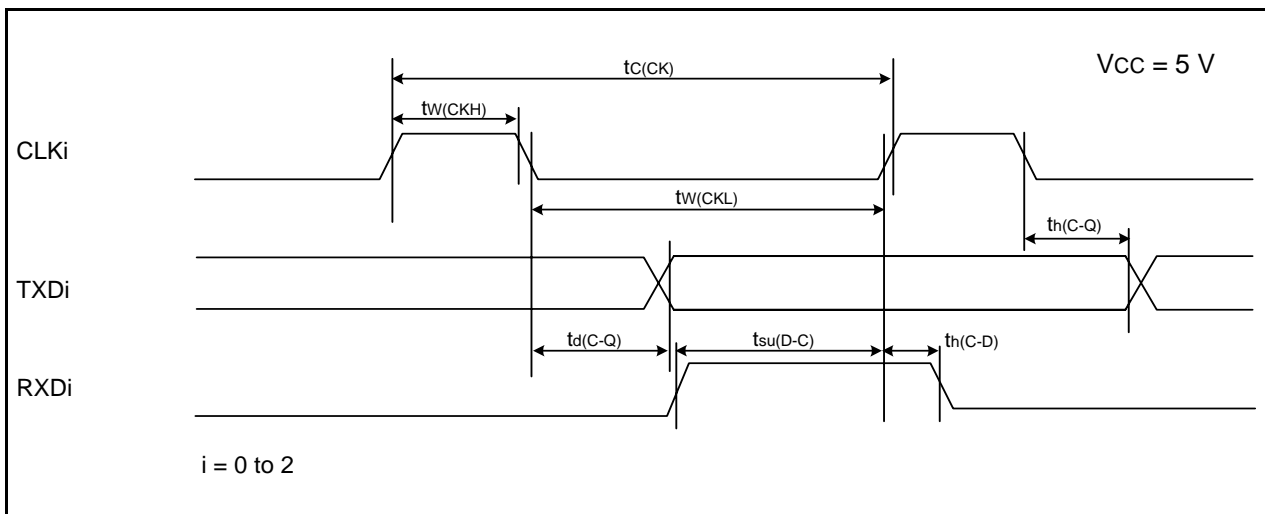 VCC = 5 V
tC(CK)
tW(CKH)
CLKi
tW(CKL)
th(C-Q)
TXDi
td(C-Q)
tsu(D-C)
th(C-D)
RXDi
i = 0 to 2